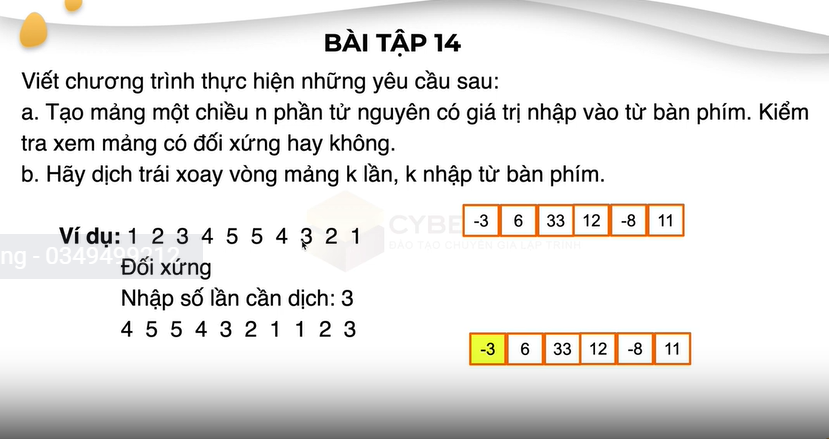 BÀI TẬP 14
Viết chương trình thực hiện những yêu cầu sau:
a. Tạo mảng một chiều n phần tử nguyên có giá trị nhập vào từ bàn phím. Kiểm
tra xem mảng có đối xứng hay không.
b. Hãy dịch trái xoay vòng mảng k lần, k nhập từ bàn phím.
-3 6 33 12 -8 11
CYBE
ĐÀO TẠO CHUYÊN GIA LẬP TRÌNH
Ví dụ: 1 2 3 4 5 5 4 3 2 1
Đối xứng
Nhập số lần cần dịch: 3
4 5 5 4 3 2 1 1 2 3
-3 6 33 12 -8 11